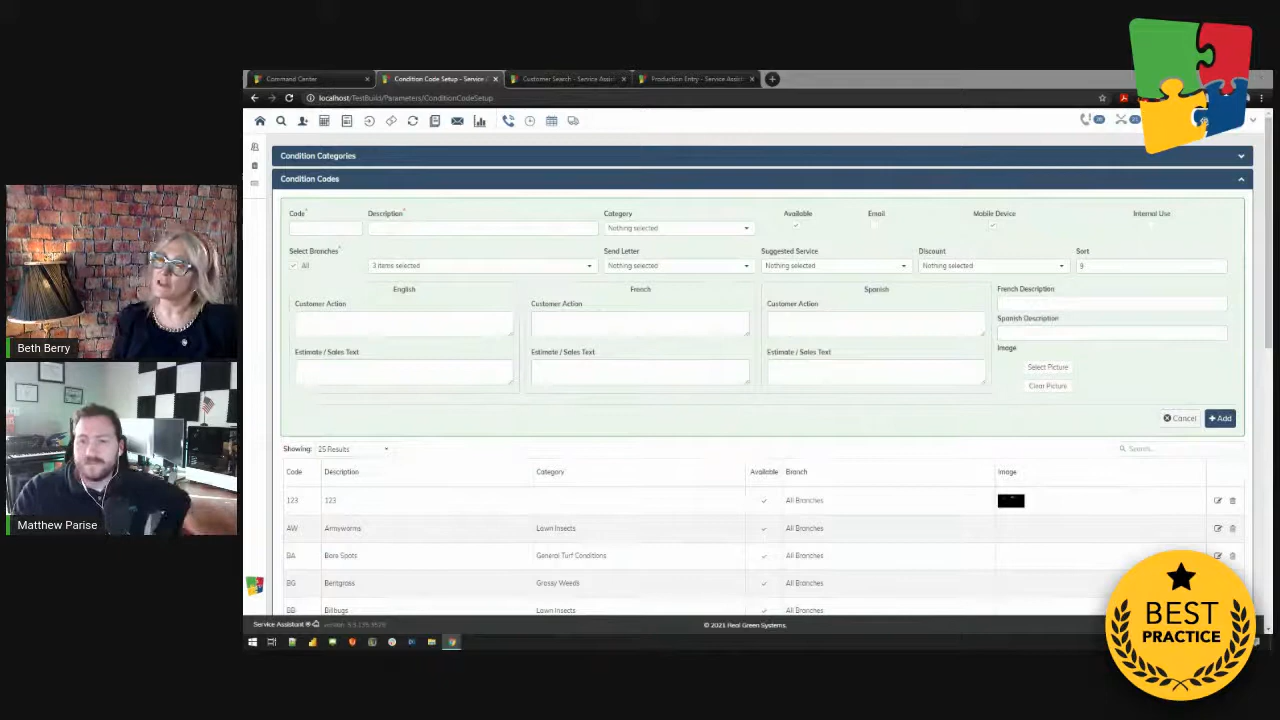 Command Center
Condition Code Setup - Service
Customer Search - Service Assis
Production Entry - Service Assis
localhost/TestBuild/Parameters/ConditionCodeSetup
Condition Categories
Condition Codes
Code*
Description*
Category
Available
Email
Mobile Device
Internal Use
Nothing selected
Select Branches*
Send Letter
Suggested Service
Discount
Sort
All
3 items selected
Nothing selected
Nothing selected
Nothing selected
9
English
French
Spanish
French Description
Customer Action
Customer Action
Customer Action
Spanish Description
Image
Estimate / Sales Text
Estimate / Sales Text
Estimate / Sales Text
Select Picture
Clear Picture
Cancel
+ Add
Showing: 25 Results
Search...
Code
Description
Category
Available
Branch
Image
123
123
All Branches
AW
Armyworms
Lawn Insects
All Branches
BA
Bare Spots
General Turf Conditions
All Branches
BG
Bentgrass
Grassy Weeds
All Branches
BB
Billbugs
Lawn Insects
All Branches
Service Assistant
© 2021 Real Green Systems.
Beth Berry
Matthew Parise
BEST
PRACTICE